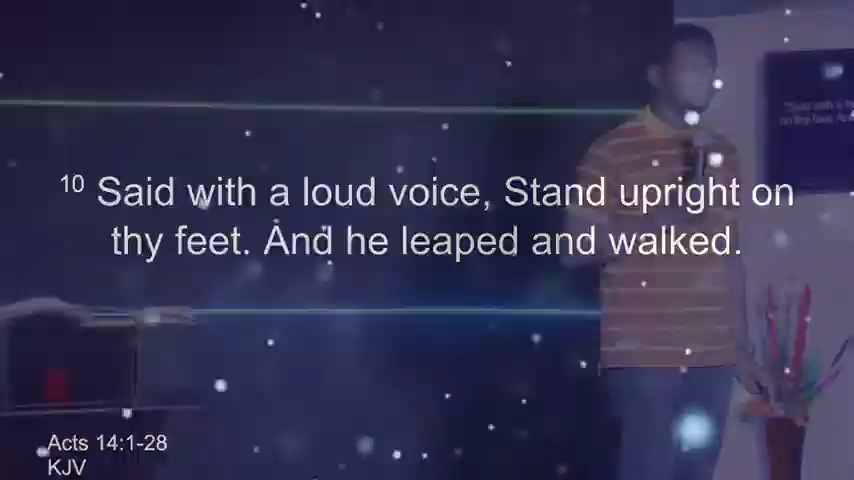 ¹⁰ Said with a loud voice, Stand upright on
thy feet. And he leaped and walked.
Acts 14:1-28
KJV